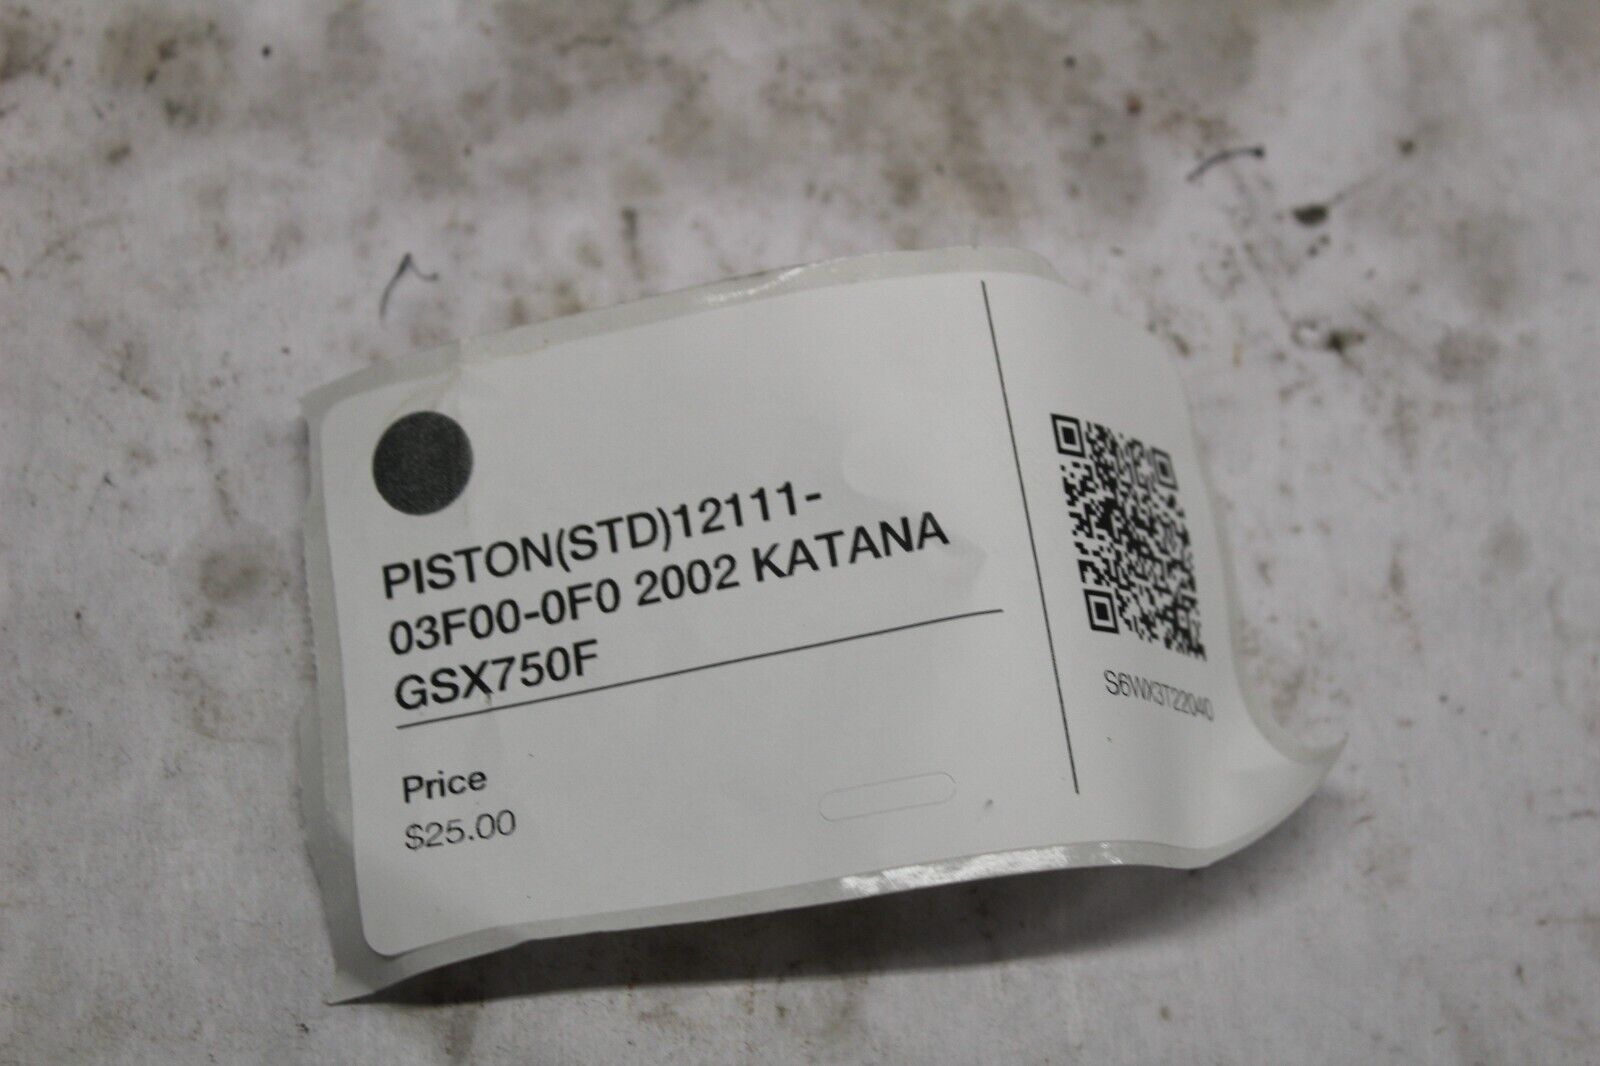 PISTON(STD)12111-
03F00-0F0 2002 KATANA
GSX750F
Price
$25.00
S6WX3T22040